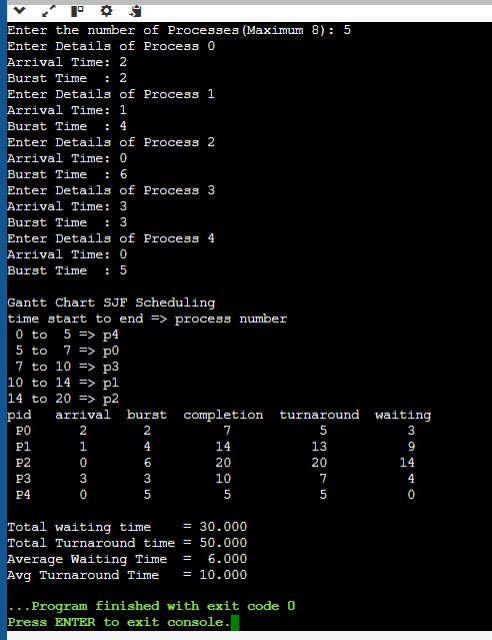 Enter the number of Processes(Maximum 8): 5
Enter Details of Process 0
Arrival Time: 2
Burst Time  : 2
Enter Details of Process 1
Arrival Time: 1
Burst Time  : 4
Enter Details of Process 2
Arrival Time: 0
Burst Time  : 6
Enter Details of Process 3
Arrival Time: 3
Burst Time  : 3
Enter Details of Process 4
Arrival Time: 0
Burst Time  : 5
Gantt Chart SJF Scheduling
time start to end => process number
 0 to  5 => p4
 5 to  7 => p0
 7 to 10 => p3
10 to 14 => p1
14 to 20 => p2
pid   arrival  burst  completion  turnaround  waiting
 P0      2       2        7           5          3
 P1      1       4       14          13          9
 P2      0       6       20          20         14
 P3      3       3       10           7          4
 P4      0       5        5           5          0
Total waiting time    = 30.000
Total Turnaround time = 50.000
Average Waiting Time  =  6.000
Avg Turnaround Time   = 10.000
...Program finished with exit code 0
Press ENTER to exit console.